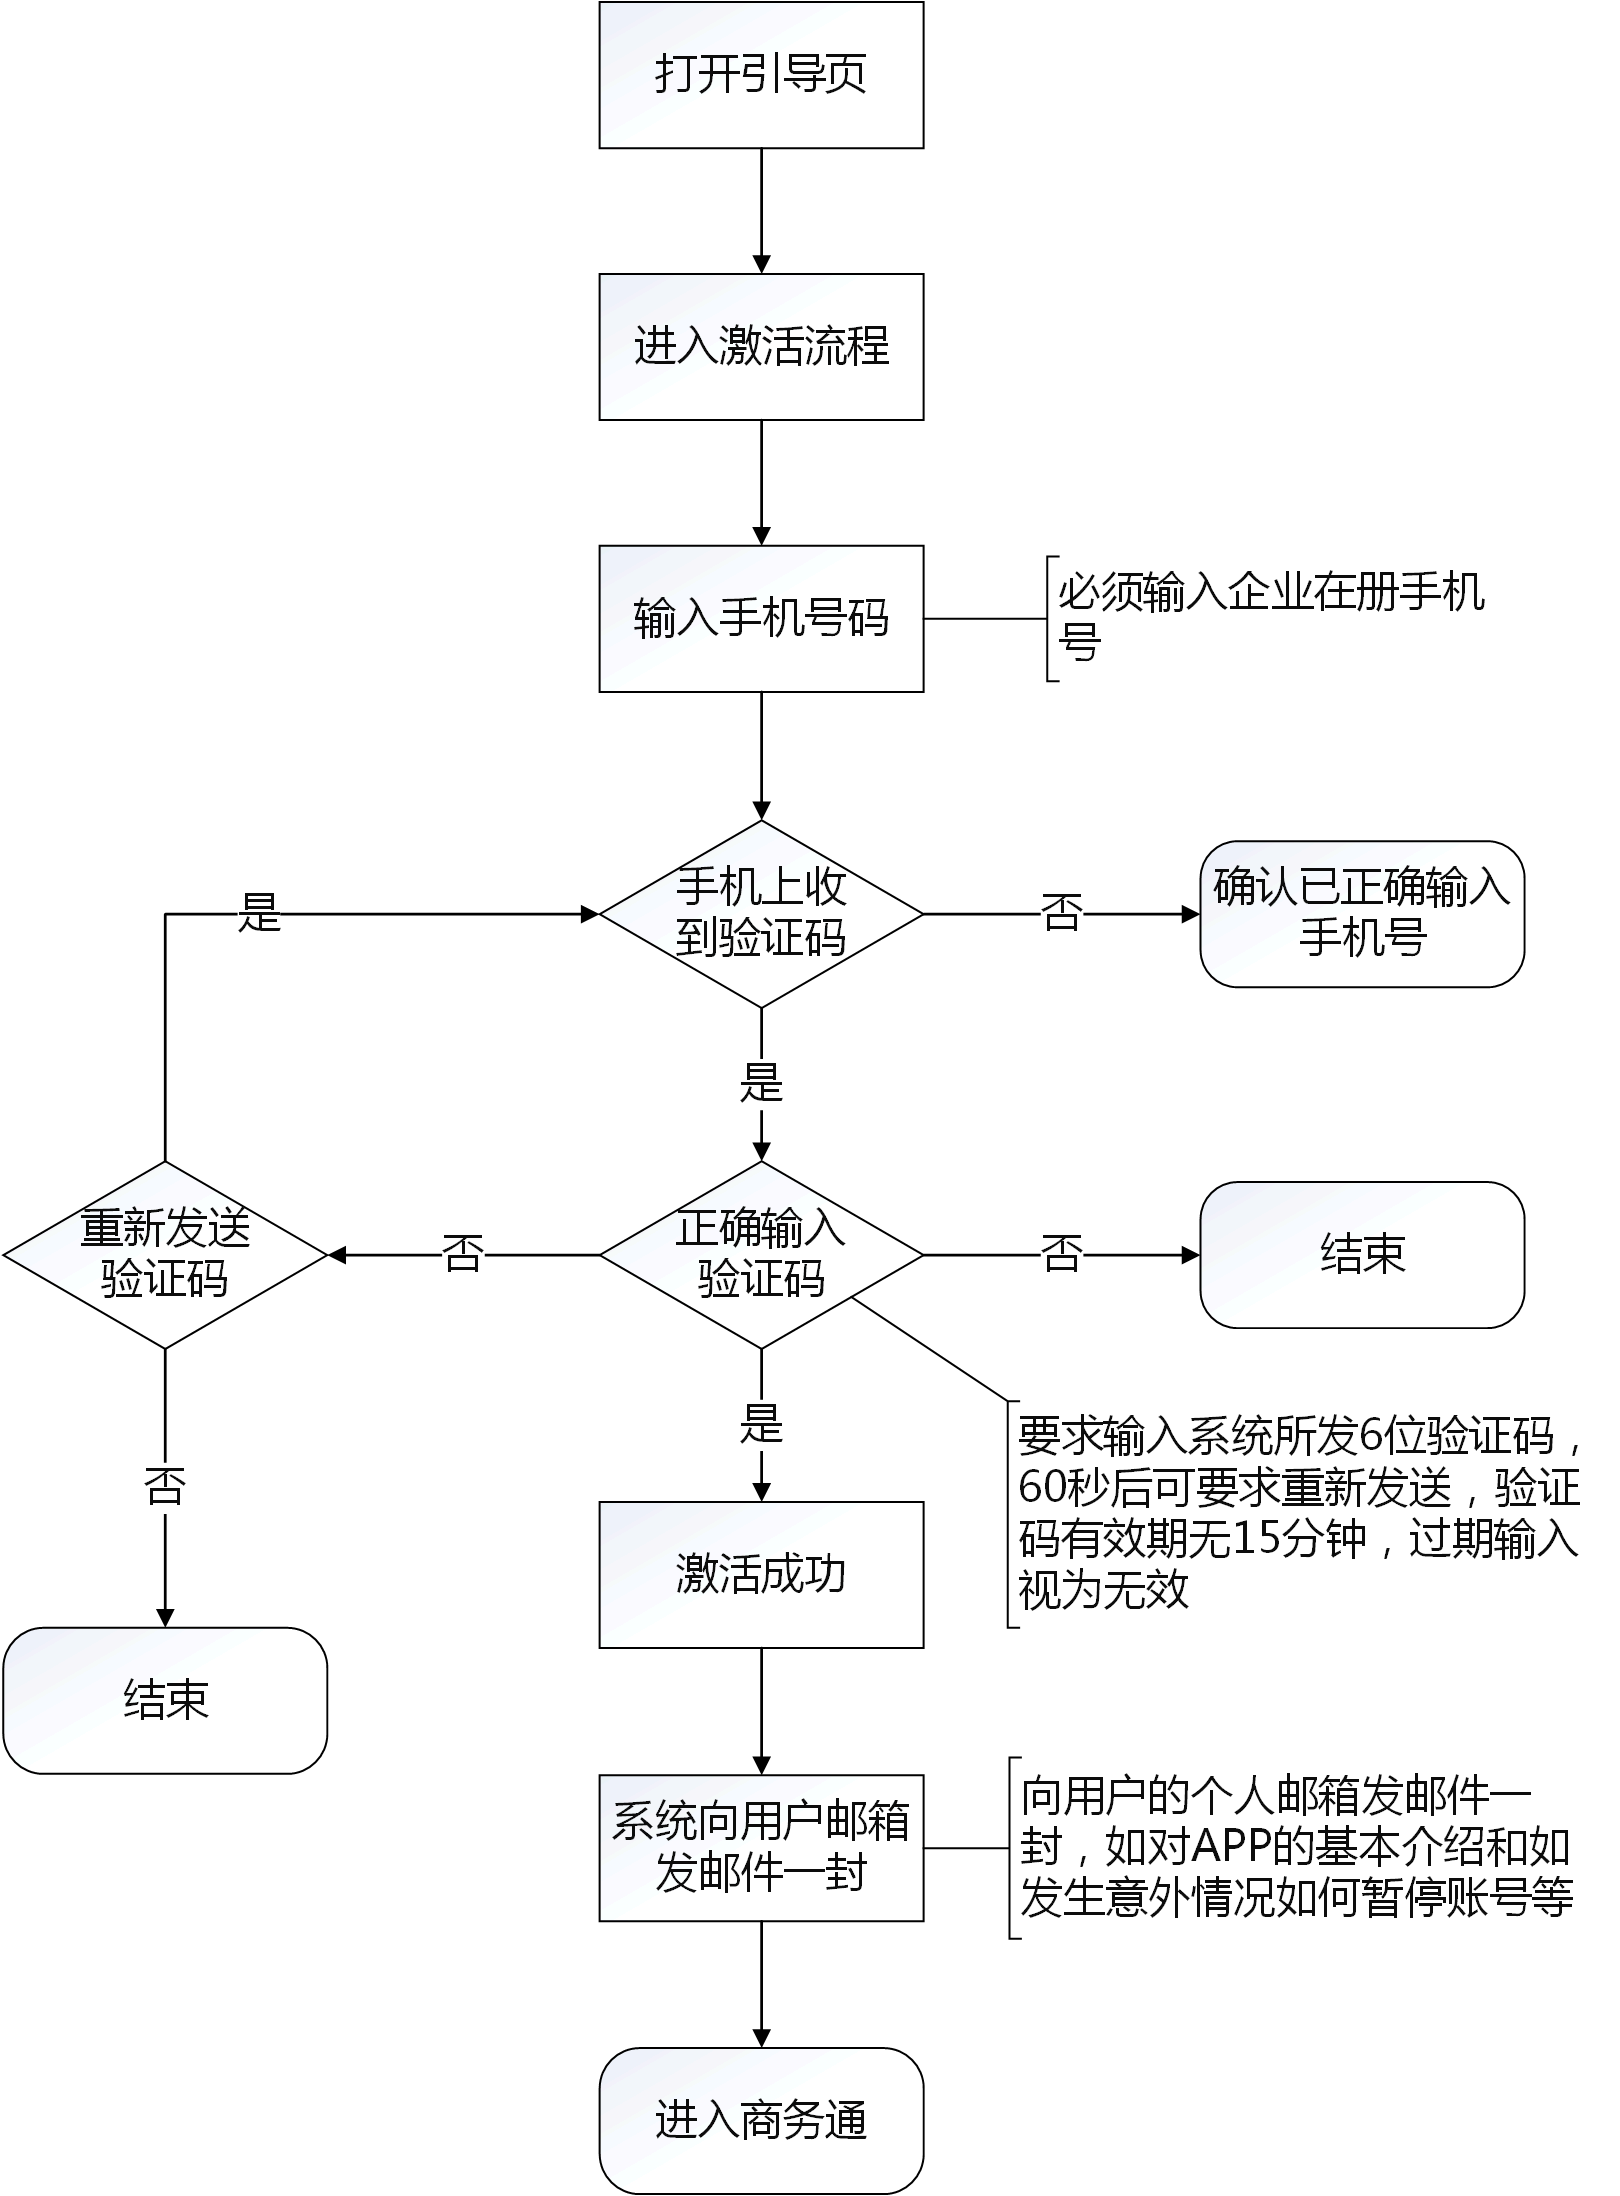 打开引导页
进入激活流程
输入手机号码
必须输入企业在册手机
号
手机上收
到验证码
是
否
确认已正确输入
手机号
是
重新发送
验证码
否
正确输入
验证码
否
结束
是
要求输入系统所发6位验证码，
60秒后可要求重新发送，验证
码有效期无15分钟，过期输入
视为无效
否
激活成功
结束
系统向用户邮箱
发邮件一封
向用户的个人邮箱发邮件一
封，如对APP的基本介绍和如
发生意外情况如何暂停账号等
进入商务通